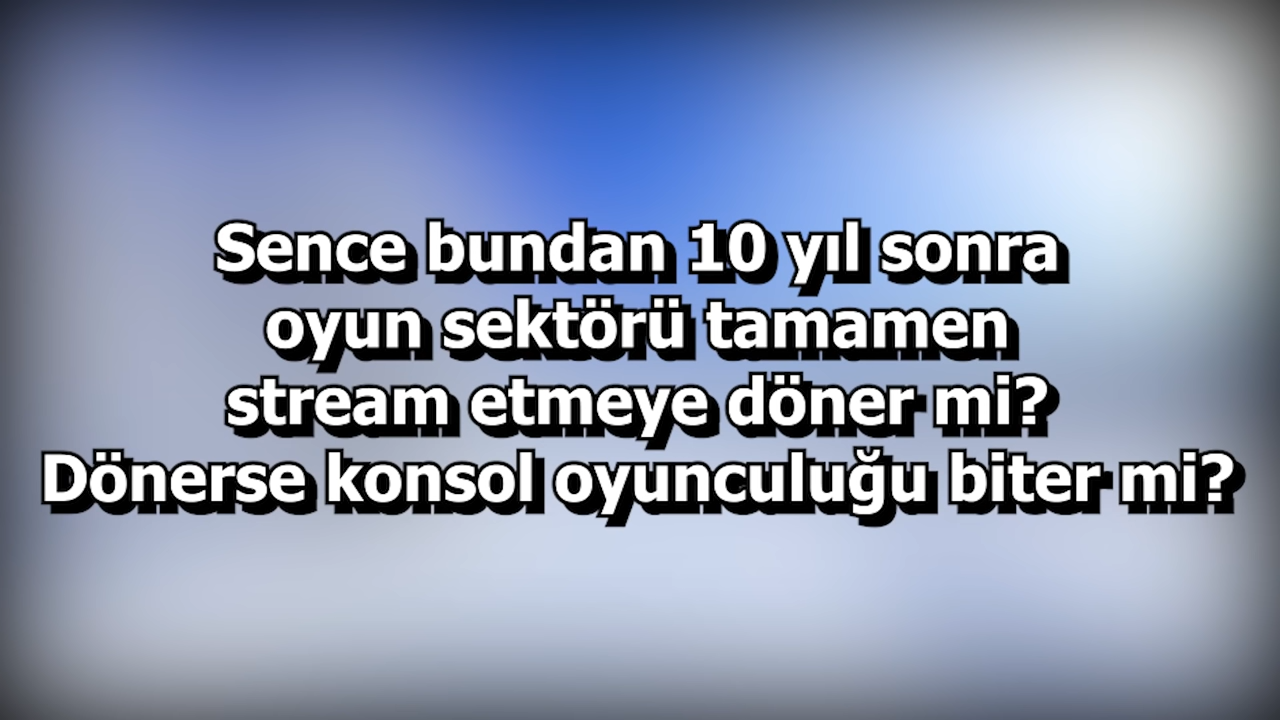 Sence bundan 10 yıl sonra
oyun sektörü tamamen
stream etmeye döner mi?
Dönerse konsol oyunculuğu biter mi?